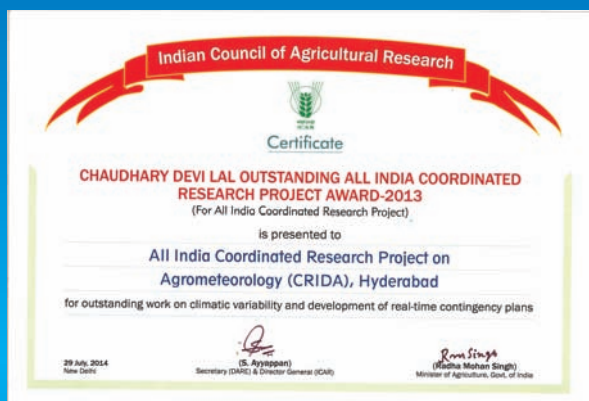 Indian Council of Agricultural Research
ICAR
Certificate
CHAUDHARY DEVI LAL OUTSTANDING ALL INDIA COORDINATED
RESEARCH PROJECT AWARD-2013
(For All India Coordinated Research Project)
is presented to
All India Coordinated Research Project on
Agrometeorology (CRIDA), Hyderabad
for outstanding work on climatic variability and development of real-time contingency plans
29 July, 2014
New Delhi
(S. Ayyappan)
Secretary (DARE) & Director General (ICAR)
(Radha Mohan Singh)
Minister of Agriculture, Govt. of India